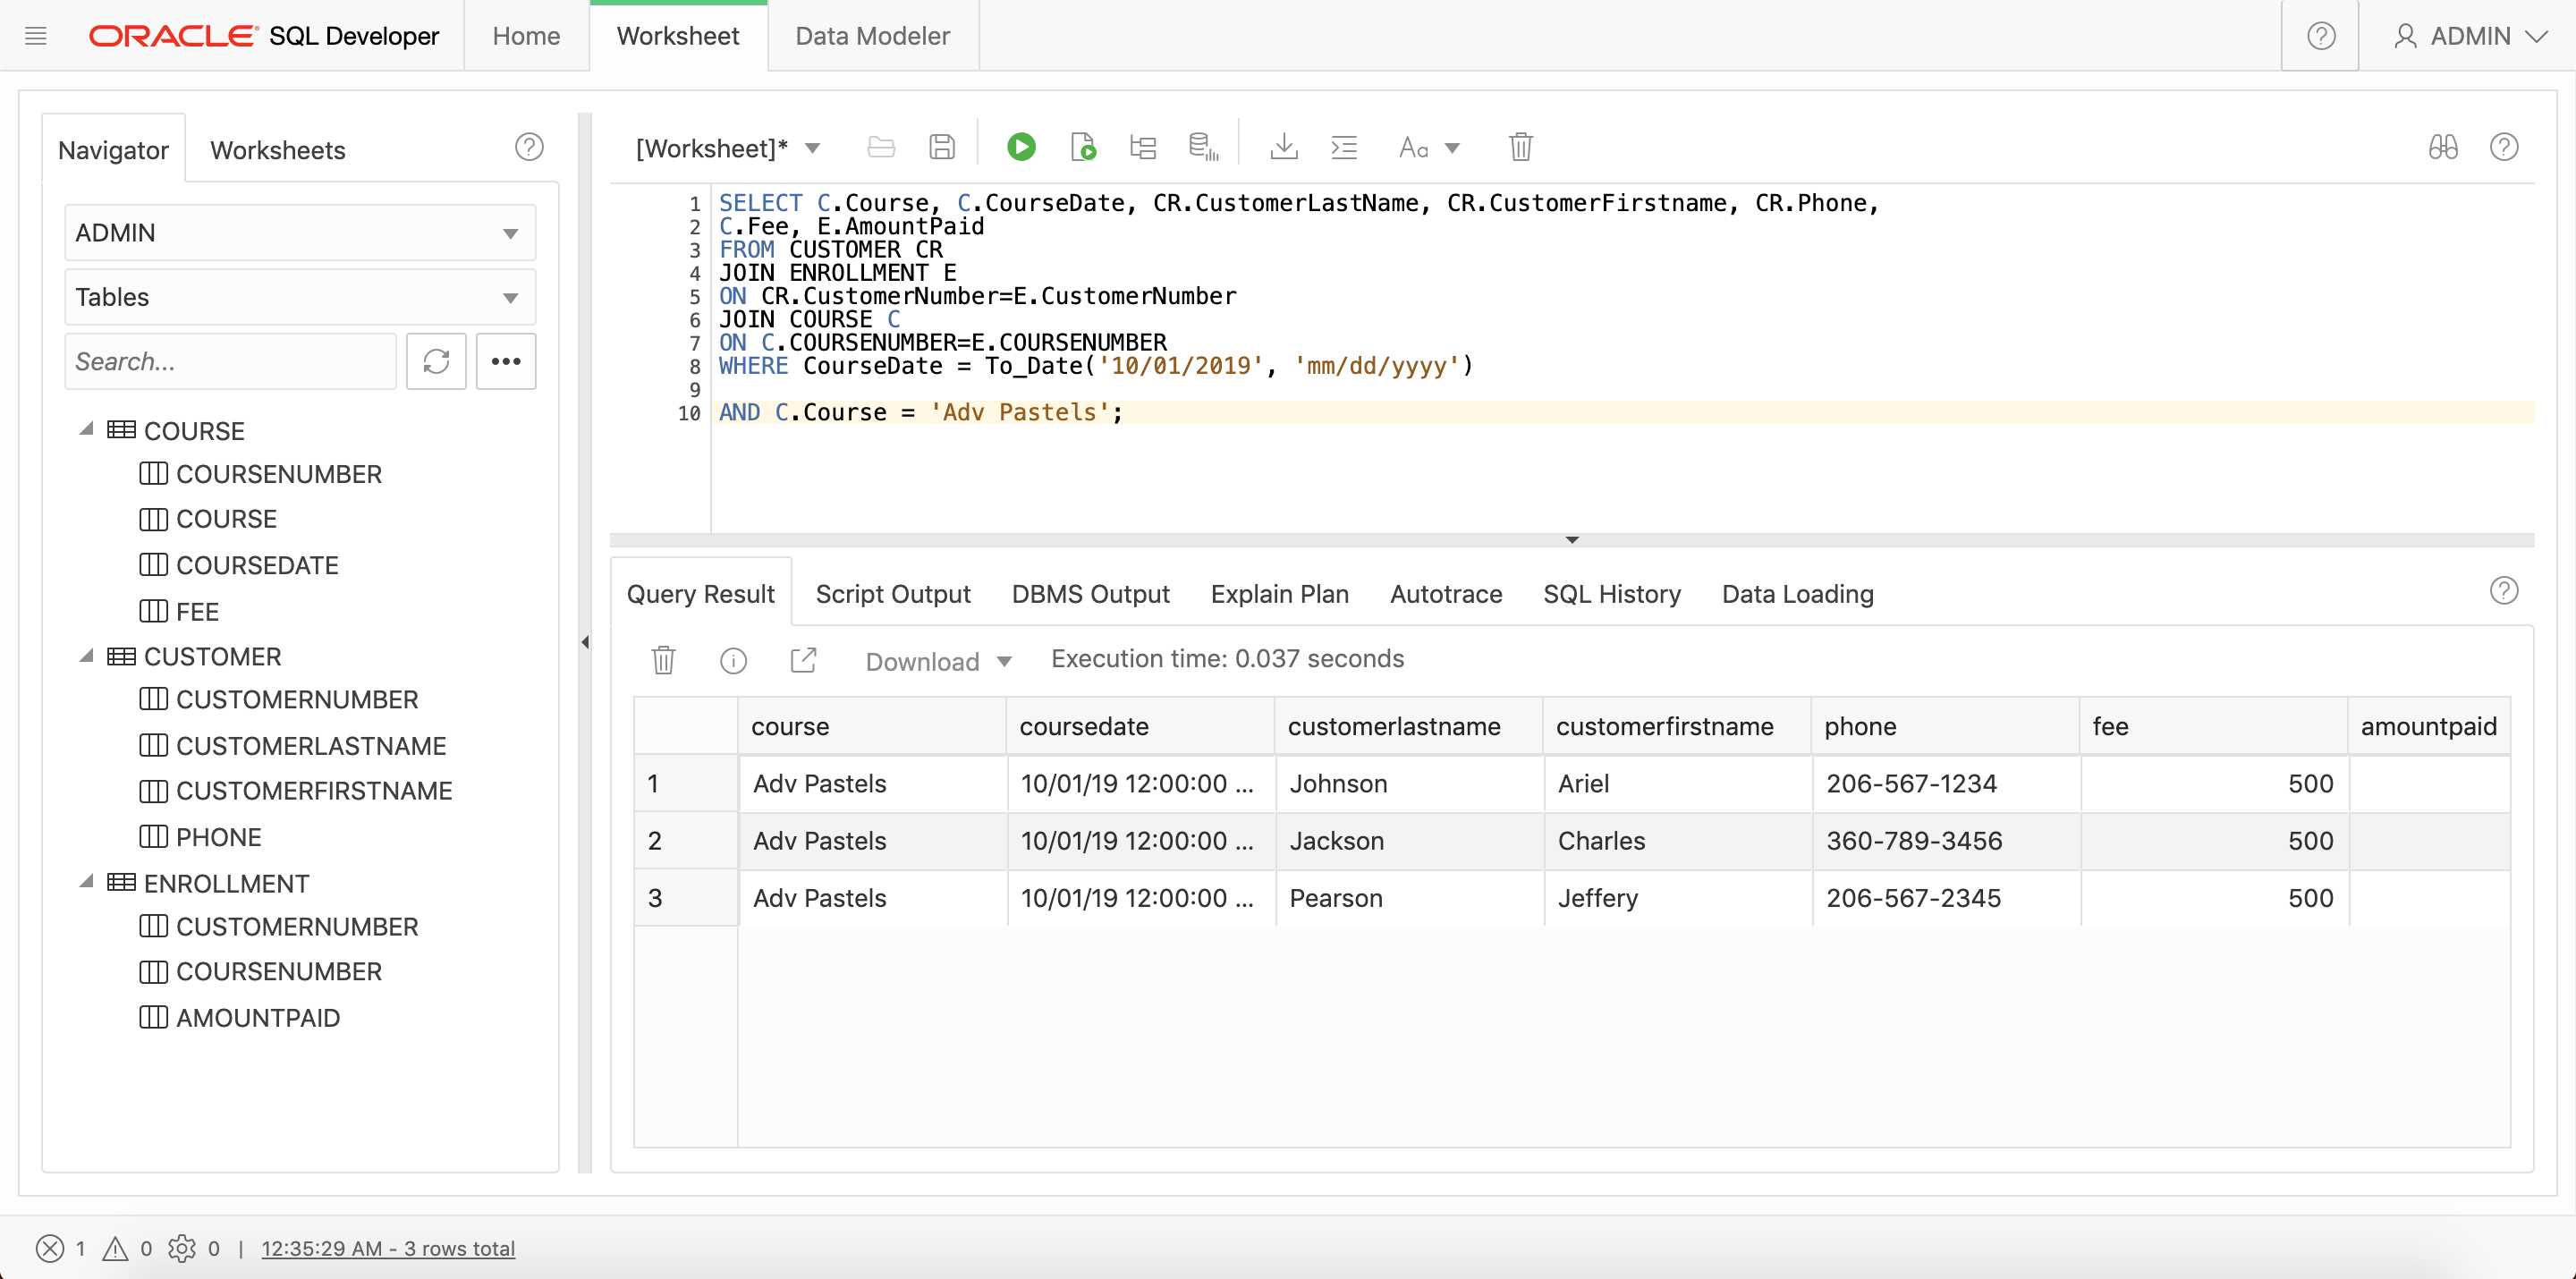 ORACLE SQL Developer Home Worksheet Data Modeler ADMIN
Navigator Worksheets
ADMIN
Tables
Search...
COURSE
COURSENUMBER
COURSE
COURSEDATE
FEE
CUSTOMER
CUSTOMERNUMBER
CUSTOMERLASTNAME
CUSTOMERFIRSTNAME
PHONE
ENROLLMENT
CUSTOMERNUMBER
COURSENUMBER
AMOUNTPAID
[Worksheet]* Aa
1 SELECT C.Course, C.CourseDate, CR.CustomerLastName, CR.CustomerFirstname, CR.Phone,
2 C.Fee, E.AmountPaid
3 FROM CUSTOMER CR
4 JOIN ENROLLMENT E
5 ON CR.CustomerNumber=E.CustomerNumber
6 JOIN COURSE C
7 ON C.COURSENUMBER=E.COURSENUMBER
8 WHERE CourseDate = To_Date('10/01/2019', 'mm/dd/yyyy')
9
10 AND C.Course = 'Adv Pastels';
Query Result Script Output DBMS Output Explain Plan Autotrace SQL History Data Loading
Download Execution time: 0.037 seconds
course coursedate customerlastname customerfirstname phone fee amountpaid
1 Adv Pastels 10/01/19 12:00:00 ... Johnson Ariel 206-567-1234 500
2 Adv Pastels 10/01/19 12:00:00 ... Jackson Charles 360-789-3456 500
3 Adv Pastels 10/01/19 12:00:00 ... Pearson Jeffery 206-567-2345 500
1 0 0 | 12:35:29 AM - 3 rows total